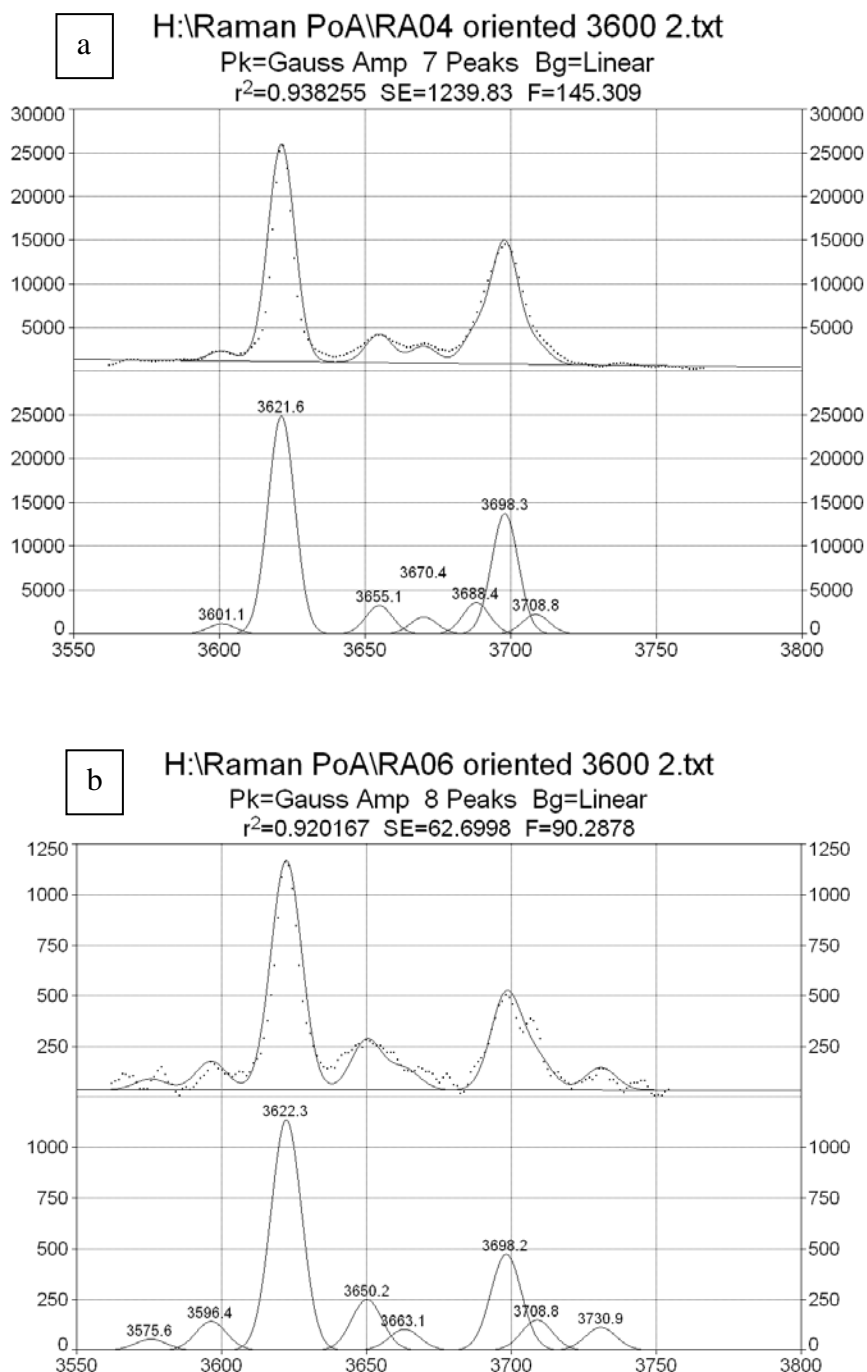 a
H:\Raman PoA\RA04 oriented 3600 2.txt
Pk=Gauss Amp 7 Peaks Bg=Linear
r²=0.938255 SE=1239.83 F=145.309
30000 30000
25000 25000
20000 20000
15000 15000
10000 10000
5000 5000
3621.6
25000 25000
20000 20000
3698.3
15000 15000
10000 10000
3670.4
5000 3655.1 3688.4 5000
3601.1 3708.8
0 0
3550 3600 3650 3700 3750 3800
b
H:\Raman PoA\RA06 oriented 3600 2.txt
Pk=Gauss Amp 8 Peaks Bg=Linear
r²=0.920167 SE=62.6998 F=90.2878
1250 1250
1000 1000
750 750
500 500
250 250
3622.3
1000 1000
750 750
3698.2
500 500
3650.2
250 250
3596.4 3663.1 3708.8 3730.9
3575.6
0 0
3550 3600 3650 3700 3750 3800